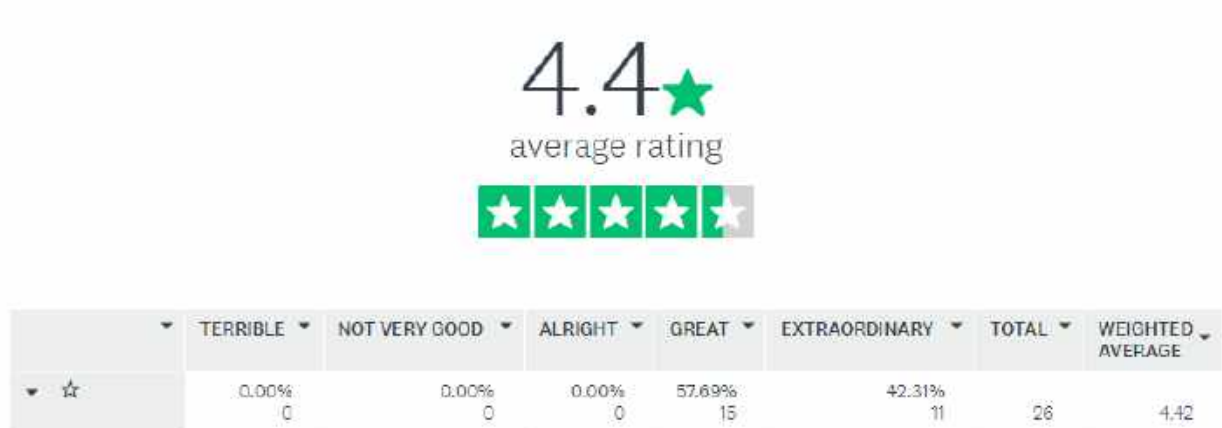 4.4
average rating
TERRIBLE NOT VERY GOOD ALRIGHT GREAT EXTRAORDINARY TOTAL WEIGHTED AVERAGE
0.00% 0.00% 0.00% 57.69% 42.31%
0 0 0 15 11 26 4.42